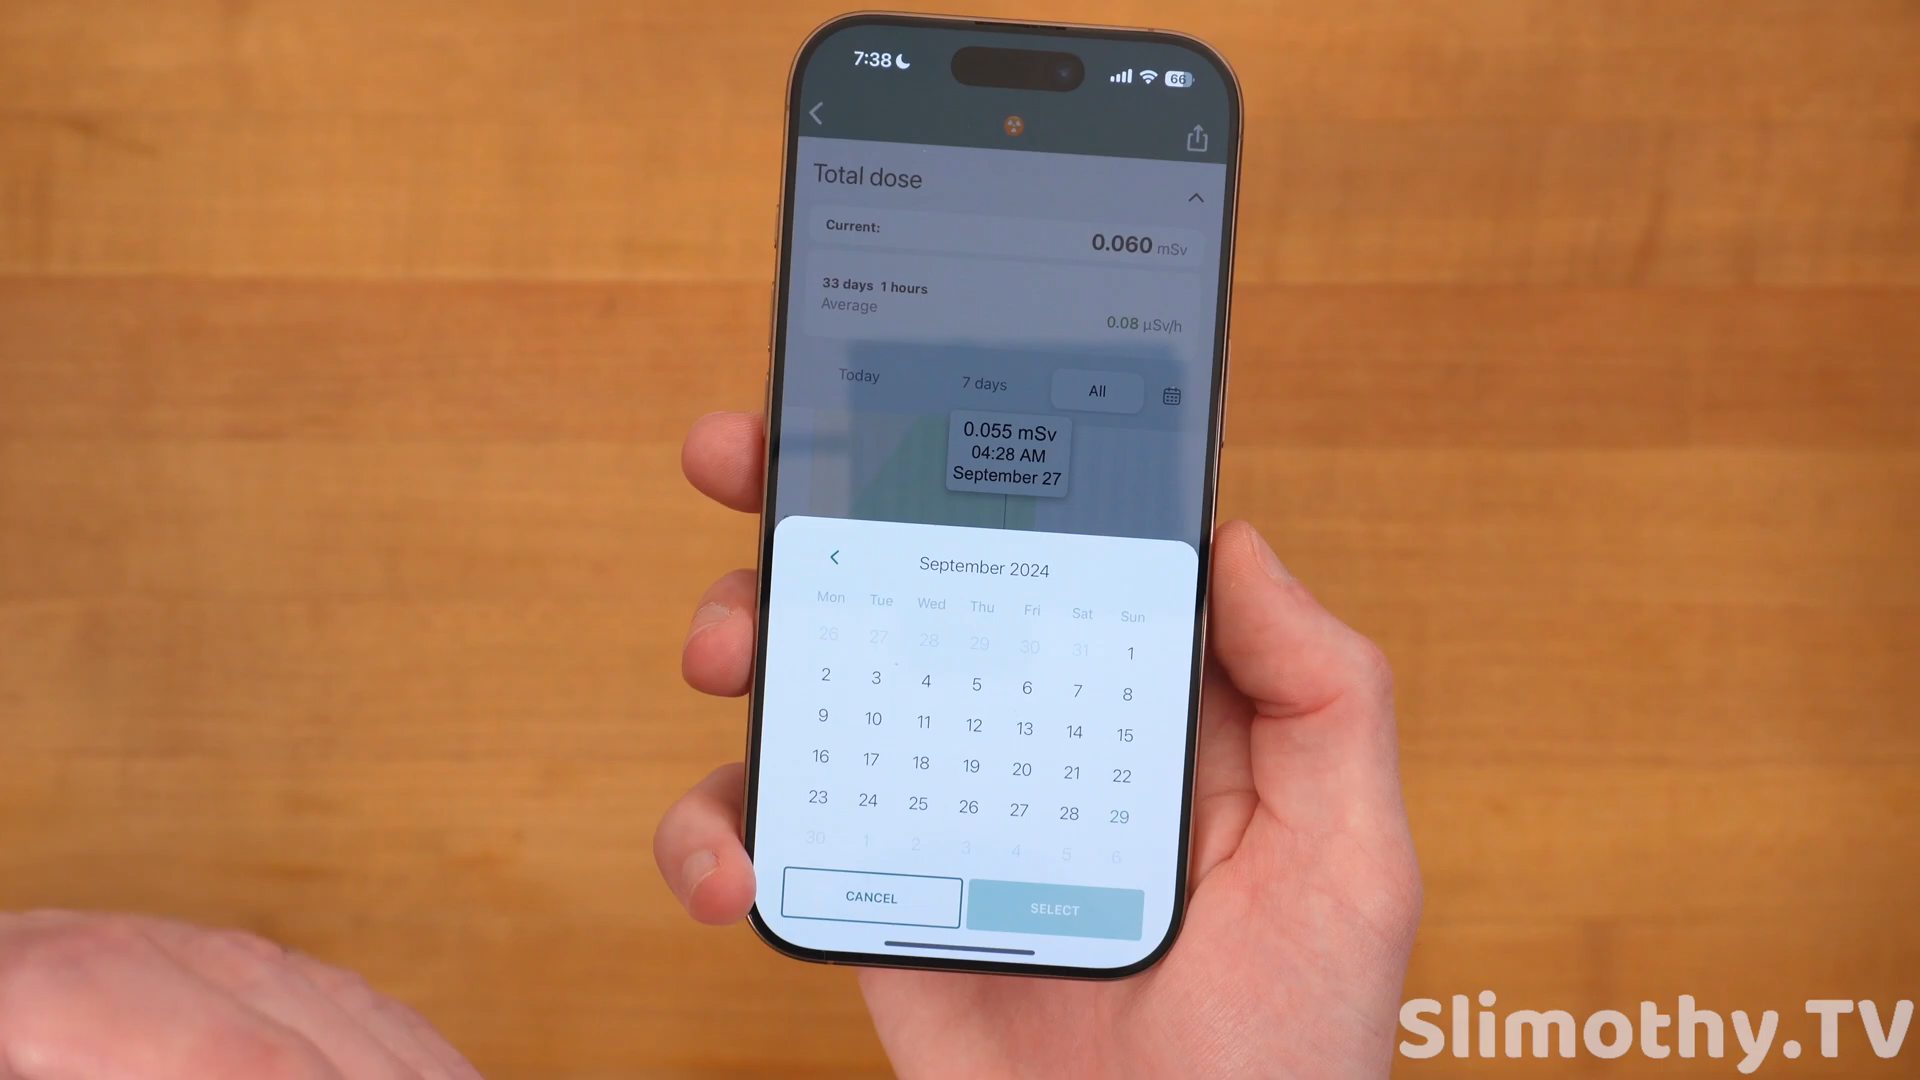 7:38
66
Total dose
Current:
0.060 mSv
33 days 1 hours
Average
0.08 µSv/h
Today 7 days All
0.055 mSv
04:28 AM
September 27
September 2024
Mon Tue Wed Thu Fri Sat Sun
26 27 28 29 30 31 1
2 3 4 5 6 7 8
9 10 11 12 13 14 15
16 17 18 19 20 21 22
23 24 25 26 27 28 29
30 1 2 3 4 5 6
CANCEL SELECT
Slimothy.TV